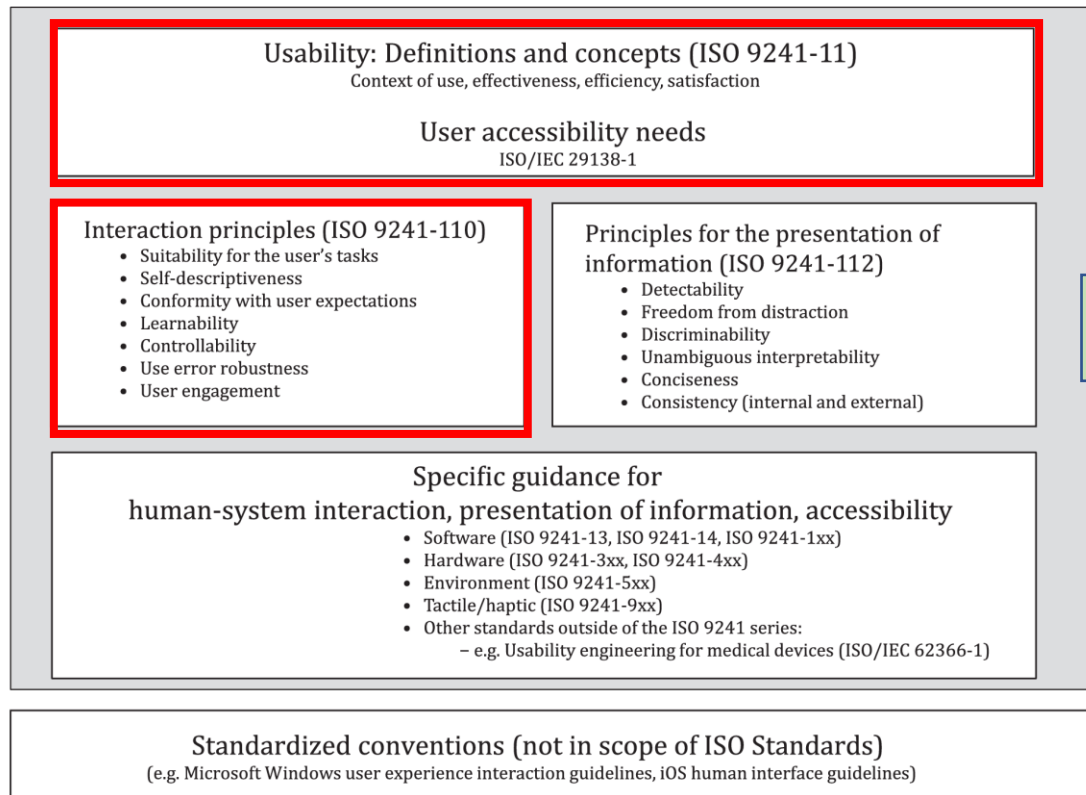 Usability: Definitions and concepts (ISO 9241-11)
Context of use, effectiveness, efficiency, satisfaction
User accessibility needs
ISO/IEC 29138-1
Interaction principles (ISO 9241-110)
• Suitability for the user's tasks
• Self-descriptiveness
• Conformity with user expectations
• Learnability
• Controllability
• Use error robustness
• User engagement
Principles for the presentation of
information (ISO 9241-112)
• Detectability
• Freedom from distraction
• Discriminability
• Unambiguous interpretability
• Conciseness
• Consistency (internal and external)
Specific guidance for
human-system interaction, presentation of information, accessibility
• Software (ISO 9241-13, ISO 9241-14, ISO 9241-1xx)
• Hardware (ISO 9241-3xx, ISO 9241-4xx)
• Environment (ISO 9241-5xx)
• Tactile/haptic (ISO 9241-9xx)
• Other standards outside of the ISO 9241 series:
– e.g. Usability engineering for medical devices (ISO/IEC 62366-1)
Standardized conventions (not in scope of ISO Standards)
(e.g. Microsoft Windows user experience interaction guidelines, iOS human interface guidelines)